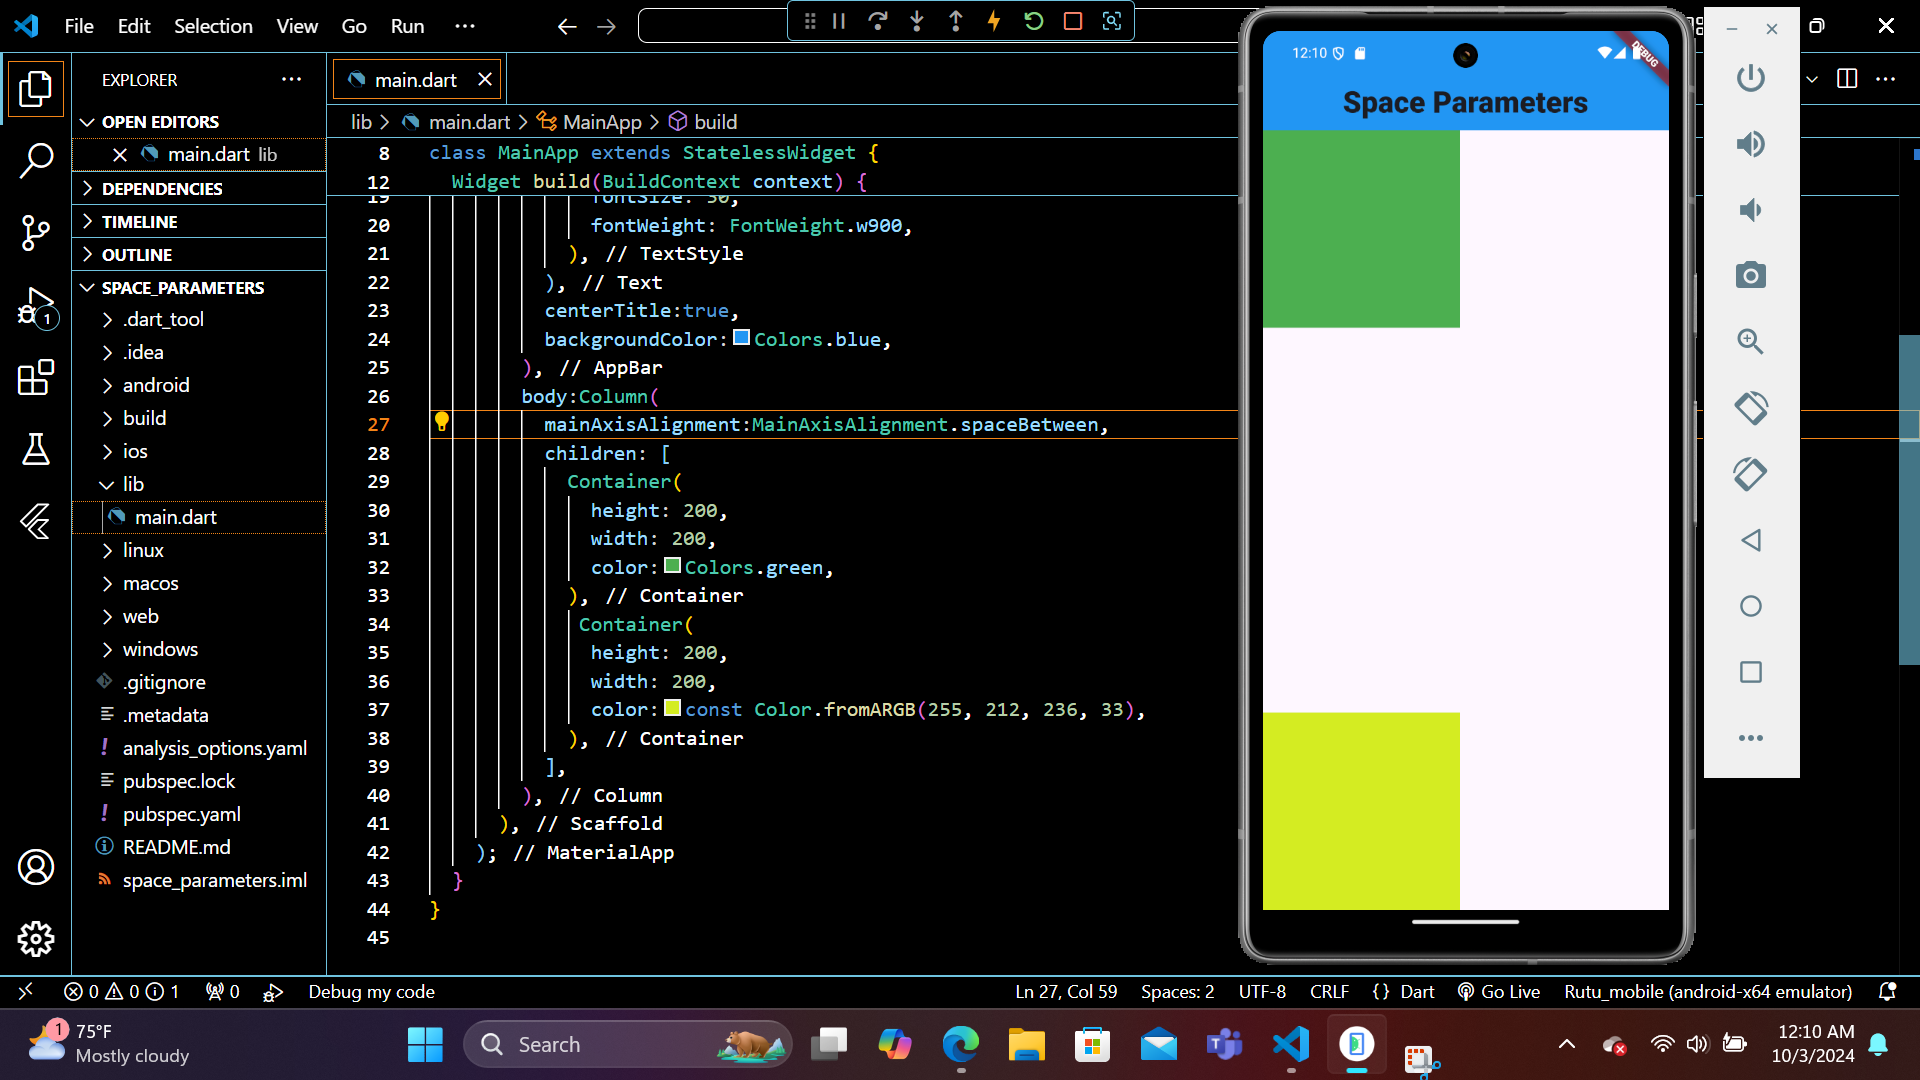 File Edit Selection View Go Run ···
EXPLORER ···
OPEN EDITORS
main.dart lib
DEPENDENCIES
TIMELINE
OUTLINE
SPACE_PARAMETERS
.dart_tool
.idea
android
build
ios
lib
main.dart
linux
macos
web
windows
.gitignore
.metadata
analysis_options.yaml
pubspec.lock
pubspec.yaml
README.md
space_parameters.iml
1
main.dart
lib > main.dart > MainApp > build
8 class MainApp extends StatelessWidget {
12 Widget build(BuildContext context) {
19 fontSize: 30,
20 fontWeight: FontWeight.w900,
21 ), // TextStyle
22 ), // Text
23 centerTitle:true,
24 backgroundColor:Colors.blue,
25 ), // AppBar
26 body:Column(
27 mainAxisAlignment:MainAxisAlignment.spaceBetween,
28 children: [
29 Container(
30 height: 200,
31 width: 200,
32 color:Colors.green,
33 ), // Container
34 Container(
35 height: 200,
36 width: 200,
37 color:const Color.fromARGB(255, 212, 236, 33),
38 ), // Container
39 ],
40 ), // Column
41 ), // Scaffold
42 ); // MaterialApp
43 }
44 }
45
12:10
DEBUG
Space Parameters
0 0 1 0 Debug my code
Ln 27, Col 59 Spaces: 2 UTF-8 CRLF {} Dart Go Live Rutu_mobile (android-x64 emulator)
1 75°F
Mostly cloudy
Search
12:10 AM
10/3/2024